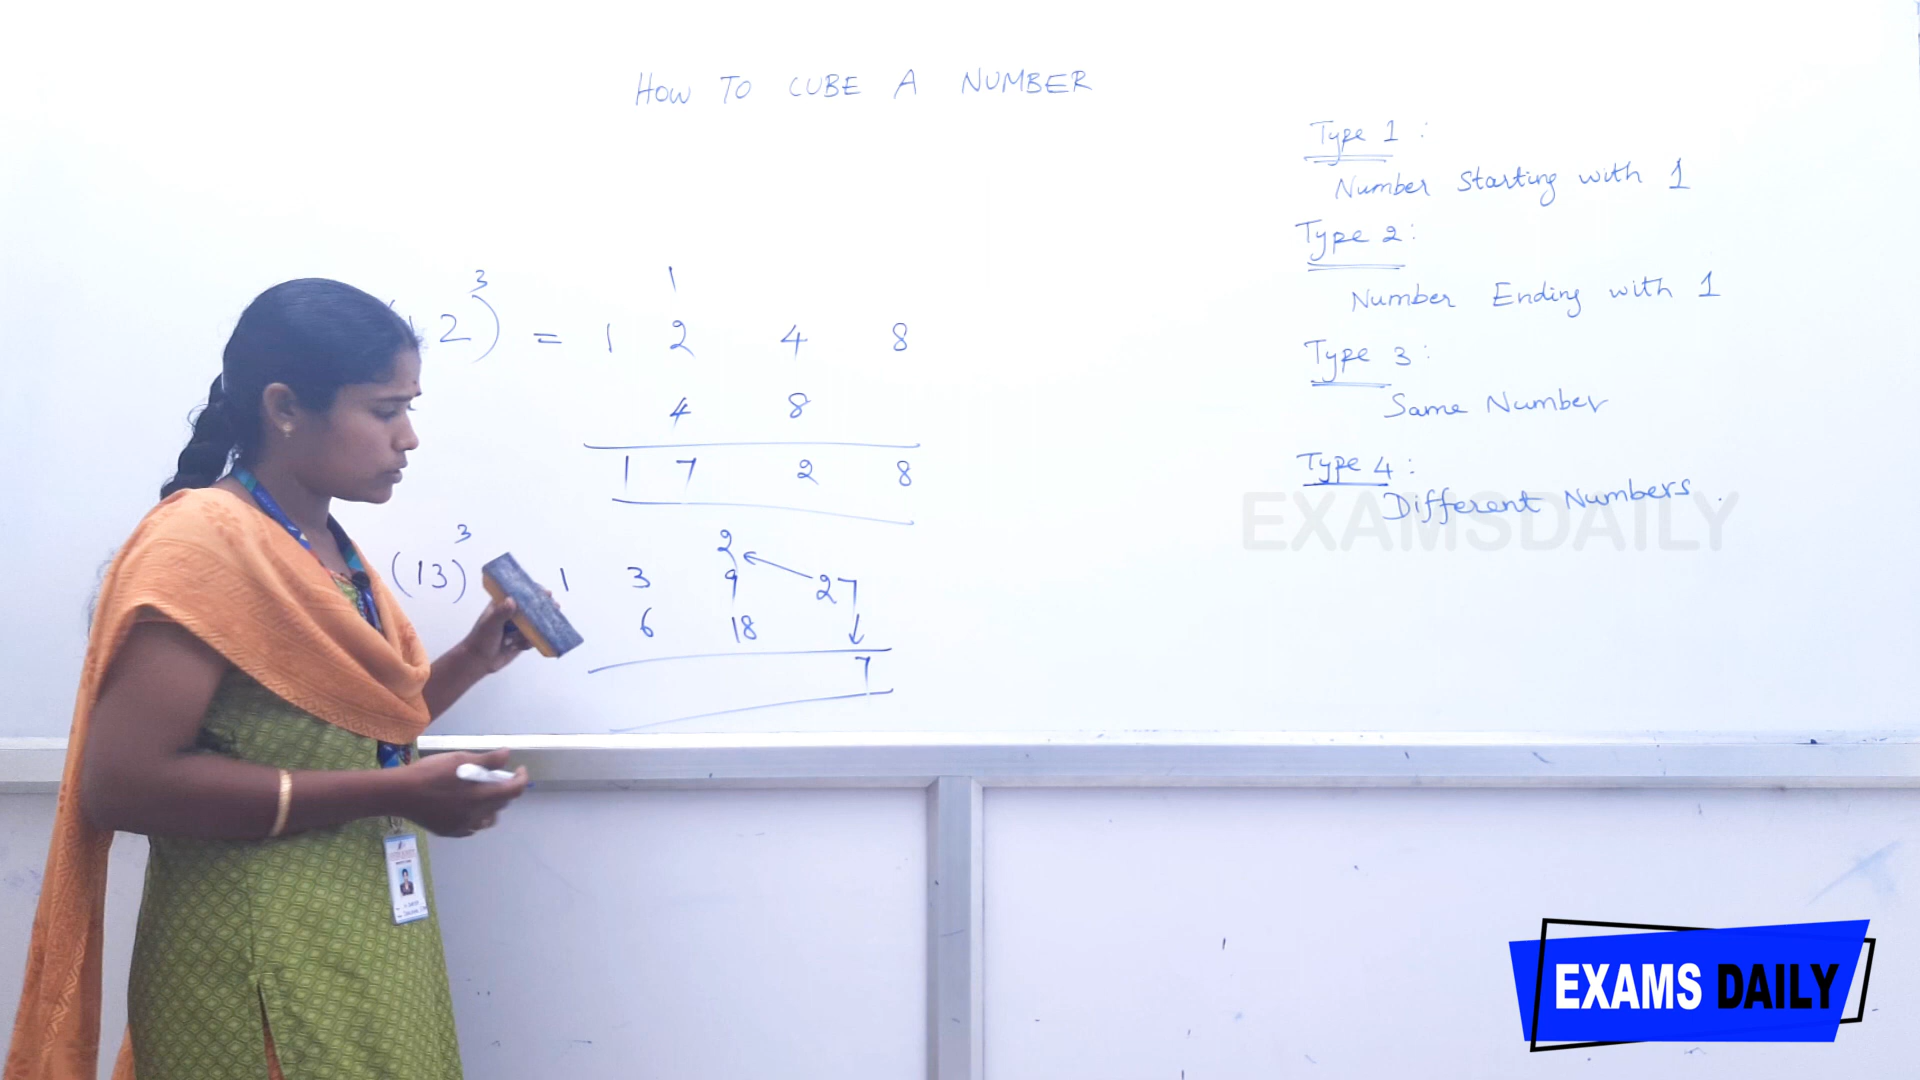 HOW TO CUBE A NUMBER
Type 1 :
Number Starting with 1
Type 2 :
Number Ending with 1
Type 3 :
Same Number
Type 4 :
Different Numbers .
3
1
2) = 1 2 4 8
4 8
1 7 2 8
3
2
(13) 1 3 9 27
6 18
7
EXAMSDAILY
EXAMS DAILY